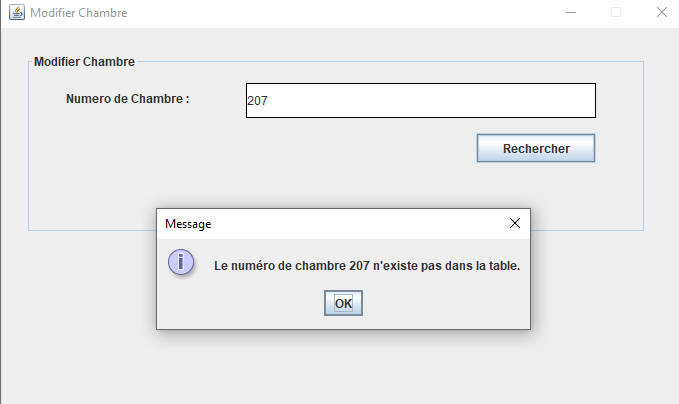 Modifier Chambre
Modifier Chambre
Numero de Chambre :
207
Rechercher
Message
Le numéro de chambre 207 n'existe pas dans la table.
OK